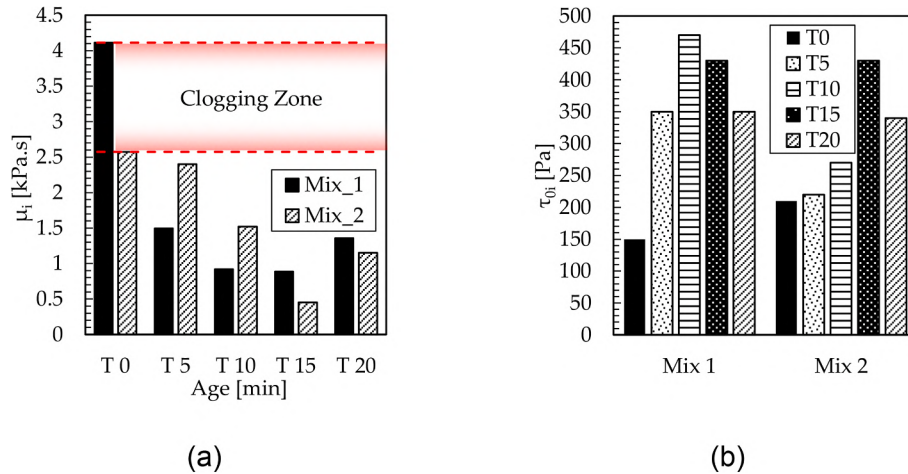 4.5
4
3.5
3
2.5
2
1.5
1
0.5
0
μi [kPa.s]
Clogging Zone
Mix_1
Mix_2
T 0 T 5 T 10 T 15 T 20
Age [min]
(a)
500
450
400
350
300
250
200
150
100
50
0
τ0i [Pa]
T0
T5
T10
T15
T20
Mix 1 Mix 2
(b)